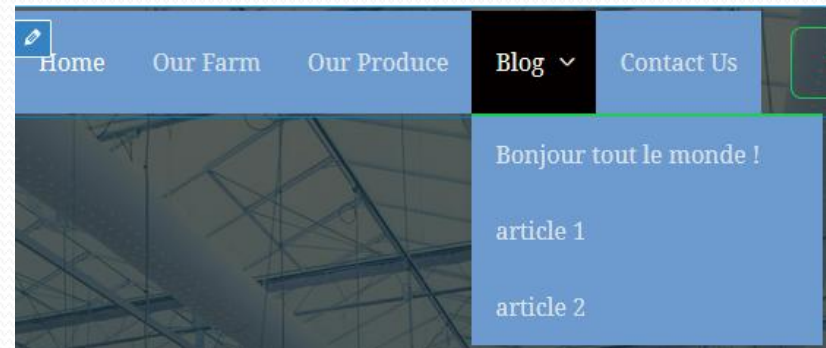 Home Our Farm Our Produce Blog Contact Us
Bonjour tout le monde !
article 1
article 2